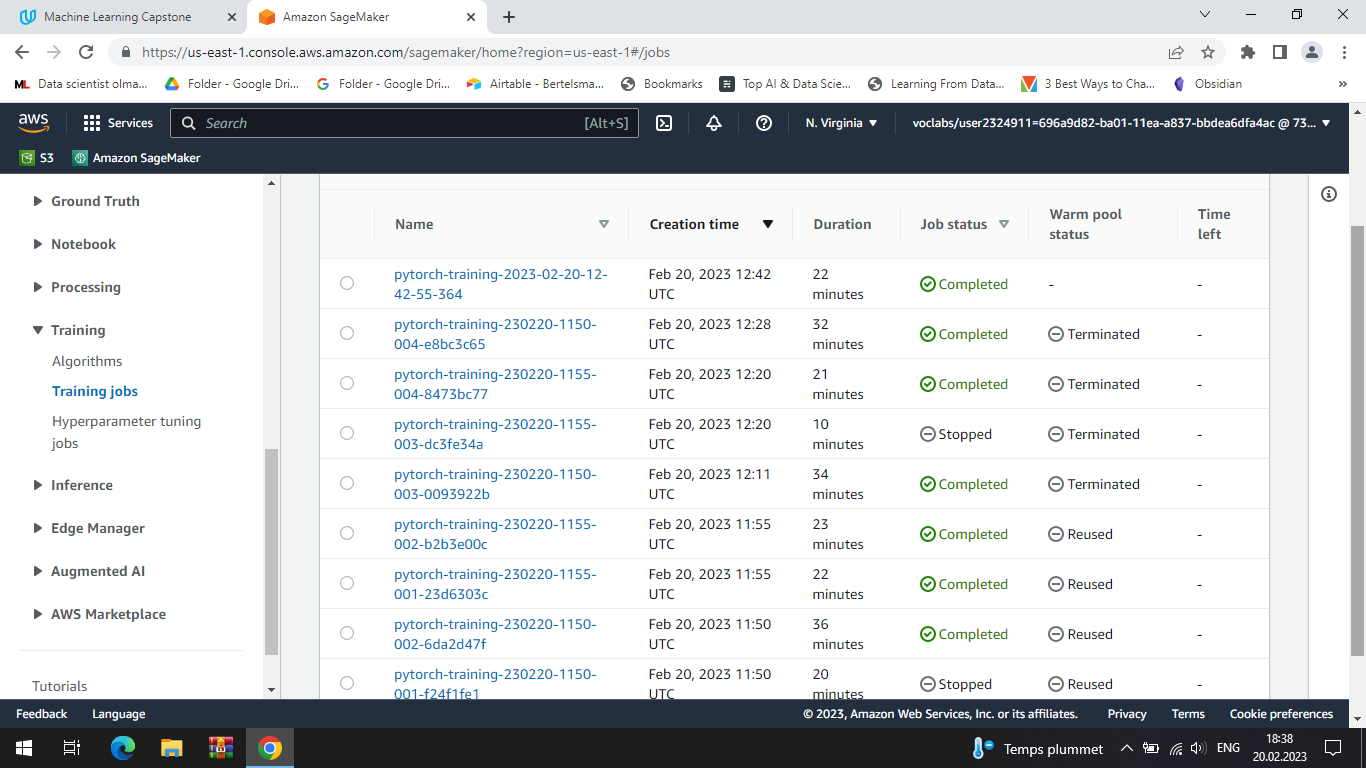 Machine Learning Capstone
Amazon SageMaker
https://us-east-1.console.aws.amazon.com/sagemaker/home?region=us-east-1#/jobs
ML Data scientist olma...
Folder - Google Dri...
Folder - Google Dri...
Airtable - Bertelsma...
Bookmarks
Top AI & Data Scie...
Learning From Data...
3 Best Ways to Cha...
Obsidian
»
aws
Services
Search [Alt+S]
N. Virginia
voclabs/user2324911=696a9d82-ba01-11ea-a837-bbdea6dfa4ac @ 73...
S3
Amazon SageMaker
Ground Truth
Notebook
Processing
Training
Algorithms
Training jobs
Hyperparameter tuning
jobs
Inference
Edge Manager
Augmented AI
AWS Marketplace
Tutorials
Name
Creation time
Duration
Job status
Warm pool
status
Time
left
pytorch-training-2023-02-20-12-
42-55-364
Feb 20, 2023 12:42
UTC
22
minutes
Completed
-
-
pytorch-training-230220-1150-
004-e8bc3c65
Feb 20, 2023 12:28
UTC
32
minutes
Completed
Terminated
-
pytorch-training-230220-1155-
004-8473bc77
Feb 20, 2023 12:20
UTC
21
minutes
Completed
Terminated
-
pytorch-training-230220-1155-
003-dc3fe34a
Feb 20, 2023 12:20
UTC
10
minutes
Stopped
Terminated
-
pytorch-training-230220-1150-
003-0093922b
Feb 20, 2023 12:11
UTC
34
minutes
Completed
Terminated
-
pytorch-training-230220-1155-
002-b2b3e00c
Feb 20, 2023 11:55
UTC
23
minutes
Completed
Reused
-
pytorch-training-230220-1155-
001-23d6303c
Feb 20, 2023 11:55
UTC
22
minutes
Completed
Reused
-
pytorch-training-230220-1150-
002-6da2d47f
Feb 20, 2023 11:50
UTC
36
minutes
Completed
Reused
-
pytorch-training-230220-1150-
001-f24f1fe1
Feb 20, 2023 11:50
UTC
20
minutes
Stopped
Reused
-
Feedback
Language
© 2023, Amazon Web Services, Inc. or its affiliates.
Privacy
Terms
Cookie preferences
Temps plummet
ENG
18:38
20.02.2023